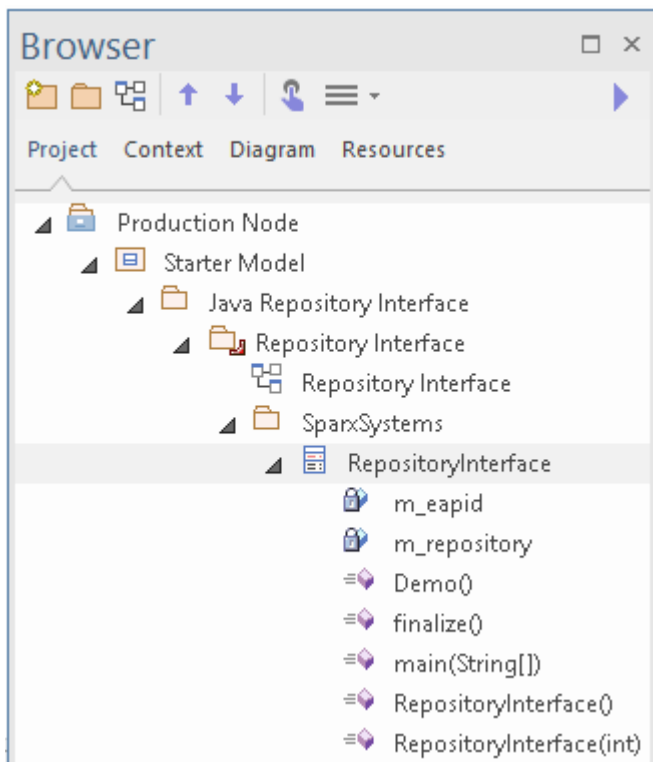 Browser
Project Context Diagram Resources
Production Node
Starter Model
Java Repository Interface
Repository Interface
Repository Interface
SparxSystems
RepositoryInterface
m_eapid
m_repository
Demo()
finalize()
main(String[])
RepositoryInterface()
RepositoryInterface(int)